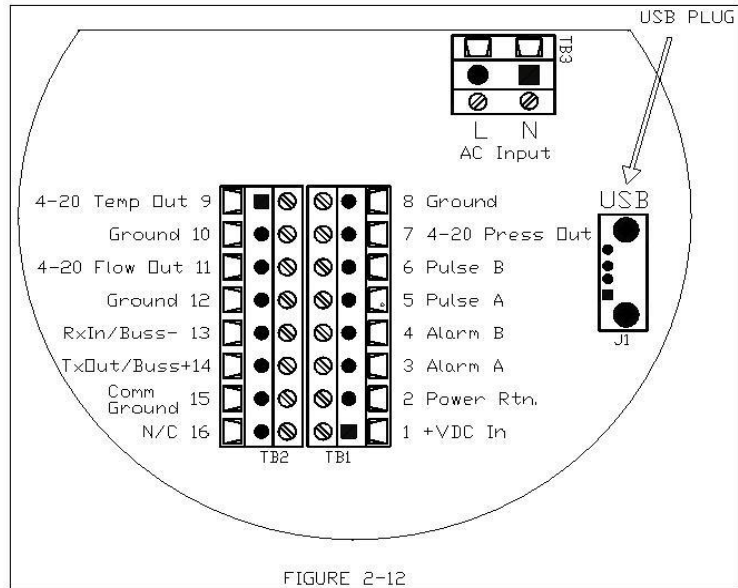 USB PLUG
TB3
L N
AC Input
4-20 Temp Out 9
Ground 10
4-20 Flow Out 11
Ground 12
RxIn/Buss- 13
TxOut/Buss+14
Comm
Ground 15
N/C 16
TB2
TB1
8 Ground
7 4-20 Press Out
6 Pulse B
5 Pulse A
4 Alarm B
3 Alarm A
2 Power Rtn.
1 +VDC In
USB
J1
FIGURE 2-12